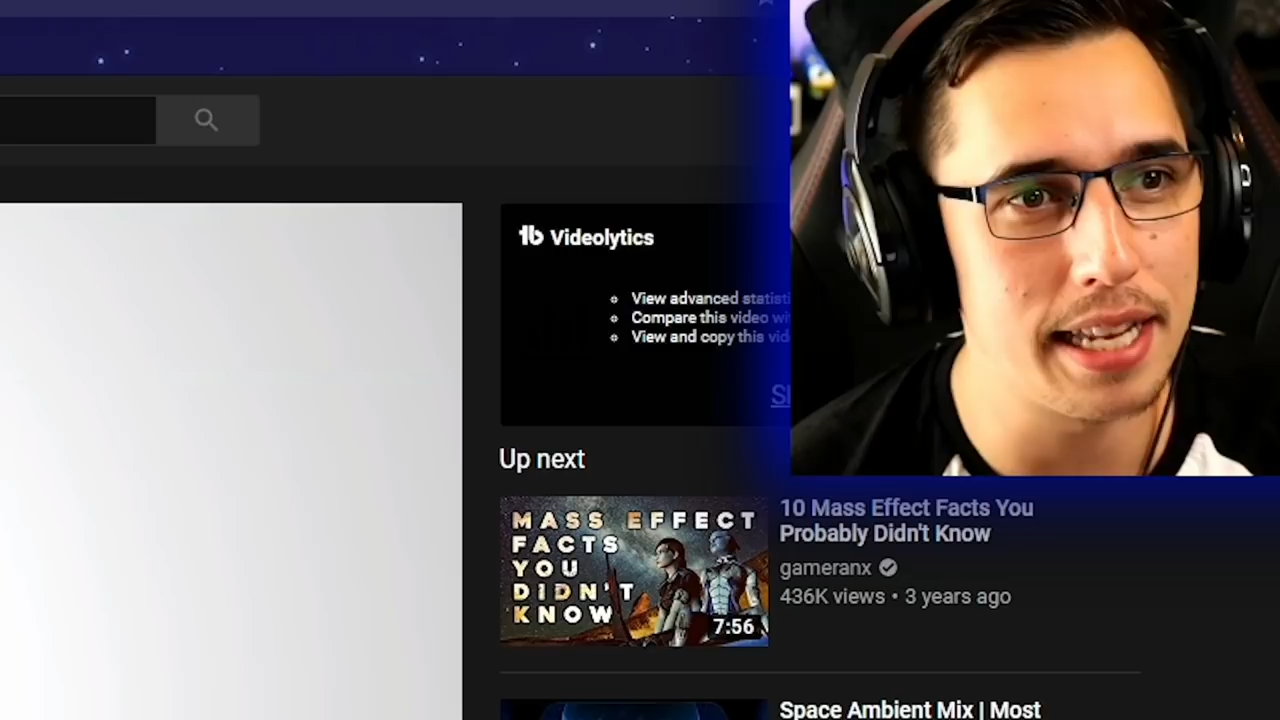 Videolytics
View advanced
Compare this video
View and copy this
Up next
MASS EFFECT
FACTS
YOU
DIDN'T
KNOW
7:56
10 Mass Effect Facts You
Probably Didn't Know
gameranx
436K views • 3 years ago
Space Ambient Mix | Most